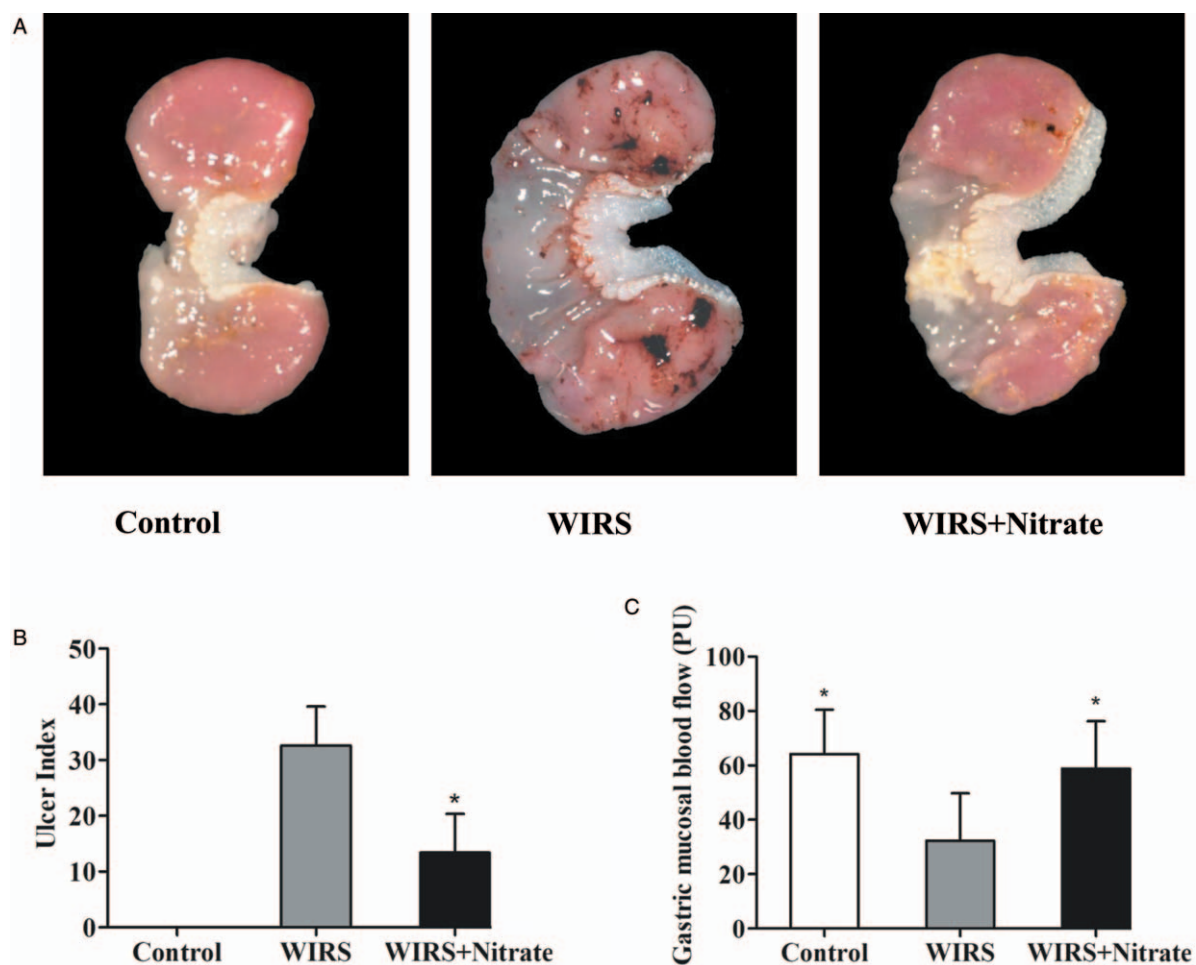 A
Control WIRS WIRS+Nitrate
B
Ulcer Index
50
40
30
20
10
0
*
Control WIRS WIRS+Nitrate
C
Gastric mucosal blood flow (PU)
100
80
60
40
20
0
* *
Control WIRS WIRS+Nitrate